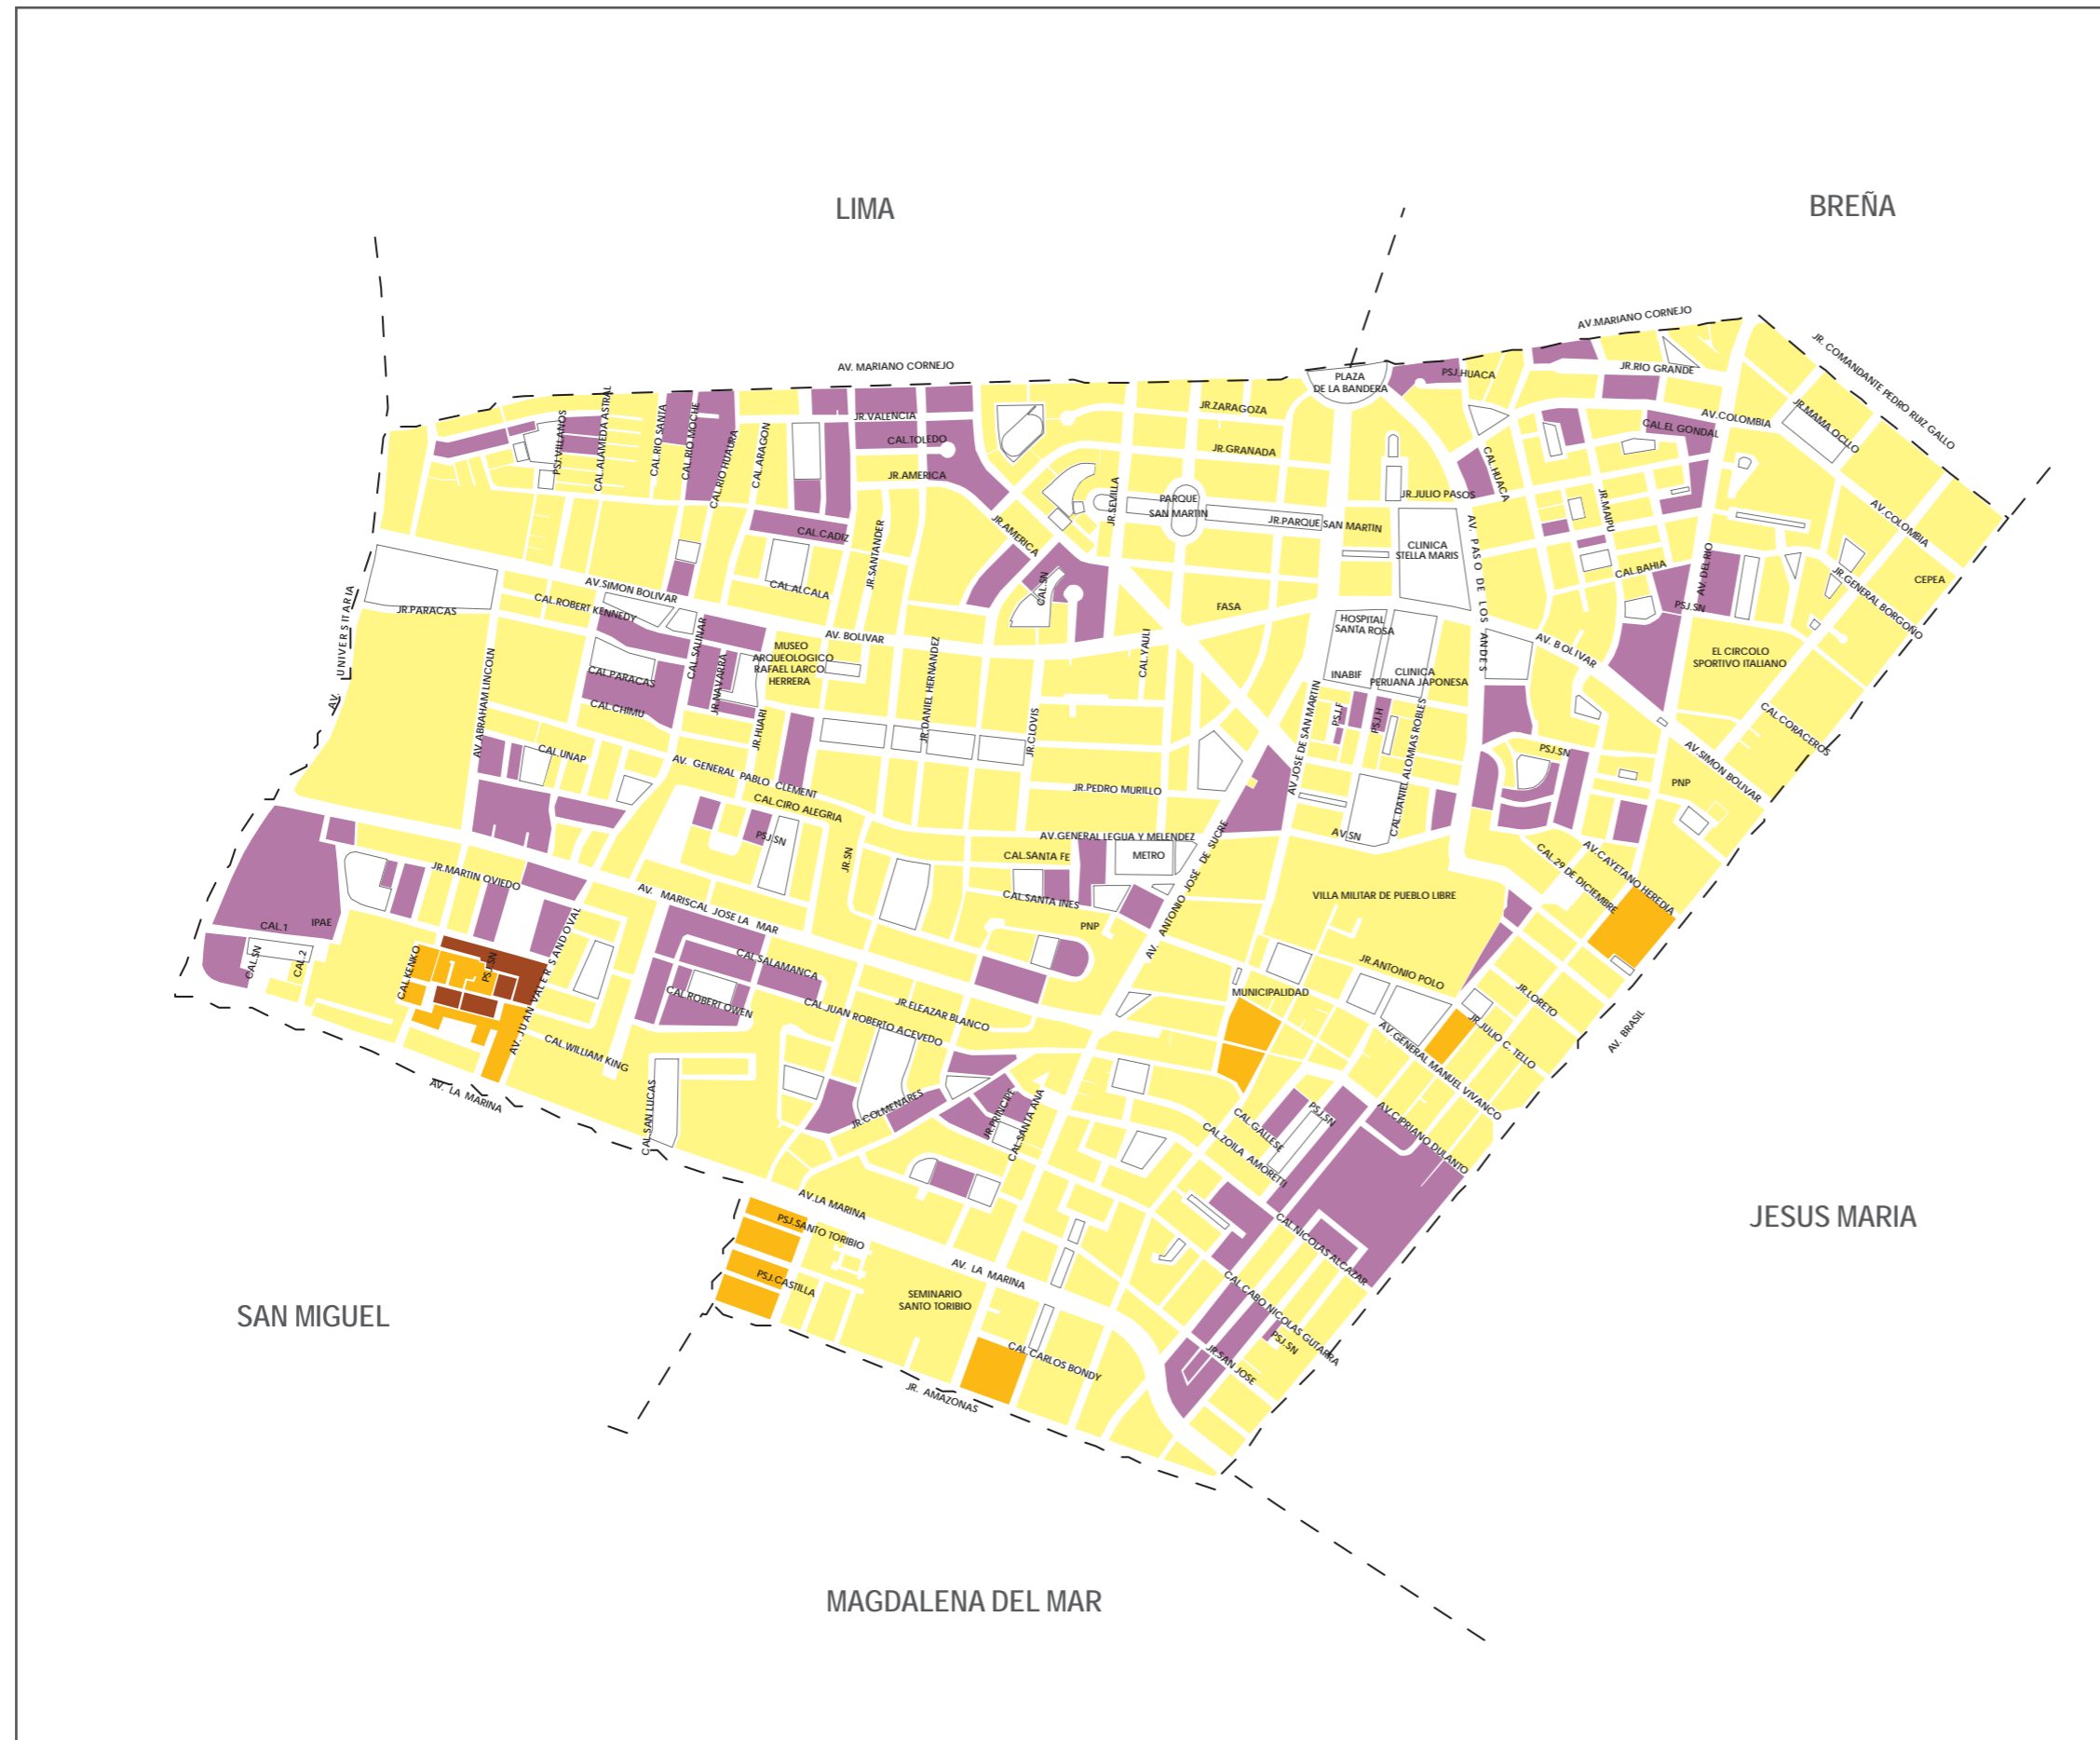 LIMA
BREÑA
AV. MARIANO CORNEJO
AV.MARIANO CORNEJO
JR. COMANDANTE PEDRO RUIZ GALLO
PLAZA
DE LA BANDERA
PSJ.HUACA
JR.RIO GRANDE
JR.VALENCIA
JR.ZARAGOZA
AV.COLOMBIA
JR.MAMA OCLLO
CAL.EL GONDAL
PSJ.VILANOS
CAL.ALAMEDA ASTRAL
CAL.RIO SANTA
CAL.RIO MOCHE
CAL.RIO HUAURA
CAL.ARAGON
CAL.TOLEDO
JR.GRANADA
JR.AMERICA
CAL.HUACA
JR.SEVILLA
PARQUE
SAN MARTIN
JR.JULIO PASOS
JR.MAIPU
AV.COLOMBIA
JR.AMERICA
JR.PARQUE SAN MARTIN
CAL.CADIZ
JR.SANTANDER
CLINICA
STELLA MARIS
AV. PASO DE LOS ANDES
CAL.BAHIA
AV.DEL RIO
CEPEA
JR.GENERAL BORGOÑO
AV. UNIVERSITARIA
AV.SIMON BOLIVAR
CAL.ALCALA
CAL.SN
FASA
PSJ.SN
JR.PARACAS
CAL.ROBERT KENNEDY
HOSPITAL
SANTA ROSA
AV. BOLIVAR
AV. BOLIVAR
CAL.YAULI
MUSEO
ARQUEOLOGICO
RAFAEL LARCO
HERRERA
CAL.SALINAR
JR.NAVARRA
JR.DANIEL HERNANDEZ
EL CIRCOLO
SPORTIVO ITALIANO
INABIF
CLINICA
PERUANA JAPONESA
CAL.PARACAS
AV.ABRAHAM LINCOLN
CAL.CHIMU
JR.HUARI
JR.CLOVIS
PSJ.F
PSJ.H
AV.JOSE DE SAN MARTIN
CAL.DANIEL ALOMIAS ROBLES
CAL.CORACEROS
CAL.UNAP
PSJ.SN
AV.SIMON BOLIVAR
PNP
AV. GENERAL PABLO CLEMENT
CAL.CIRO ALEGRIA
JR.PEDRO MURILLO
PSJ.SN
JR.SN
AV.GENERAL LEGUA Y MELENDEZ
AV.SN
CAL.SANTA FE
METRO
AV. ANTONIO JOSE DE SUCRE
CAL.29 DE DICIEMBRE
AV.CAYETANO HEREDIA
JR.MARTIN OVIEDO
AV. MARISCAL JOSE LA MAR
CAL.SANTA INES
PNP
VILLA MILITAR DE PUEBLO LIBRE
CAL.1
IPAE
CAL.SN
CAL.2
CAL.KENKO
PSJ.SN
AV. JUAN VALER SANDOVAL
CAL.SALAMANCA
CAL.ROBERT OWEN
CAL.JUAN ROBERTO ACEVEDO
JR.ELEAZAR BLANCO
JR.ANTONIO POLO
MUNICIPALIDAD
JR.LORETO
JR.JULIO C. TELLO
AV. BRASIL
AV.GENERAL MANUEL VIVANCO
CAL.WILLIAM KING
AV. LA MARINA
CAL.SAN LUCAS
JR.COLMENARES
JR.PRINCIPE
CAL.SANTA ANA
PSJ.SN
CAL.GALLESE
CAL.ZOILA AMORETTI
AV.CIPRIANO DULANTO
AV.LA MARINA
PSJ.SANTO TORIBIO
CAL.NICOLAS ALCAZAR
JESUS MARIA
AV. LA MARINA
PSJ.CASTILLA
SEMINARIO
SANTO TORIBIO
CAL.CABO NICOLAS GUTARRA
PSJ.SN
JR.SAN JOSE
SAN MIGUEL
CAL.CARLOS BONDY
JR. AMAZONAS
MAGDALENA DEL MAR